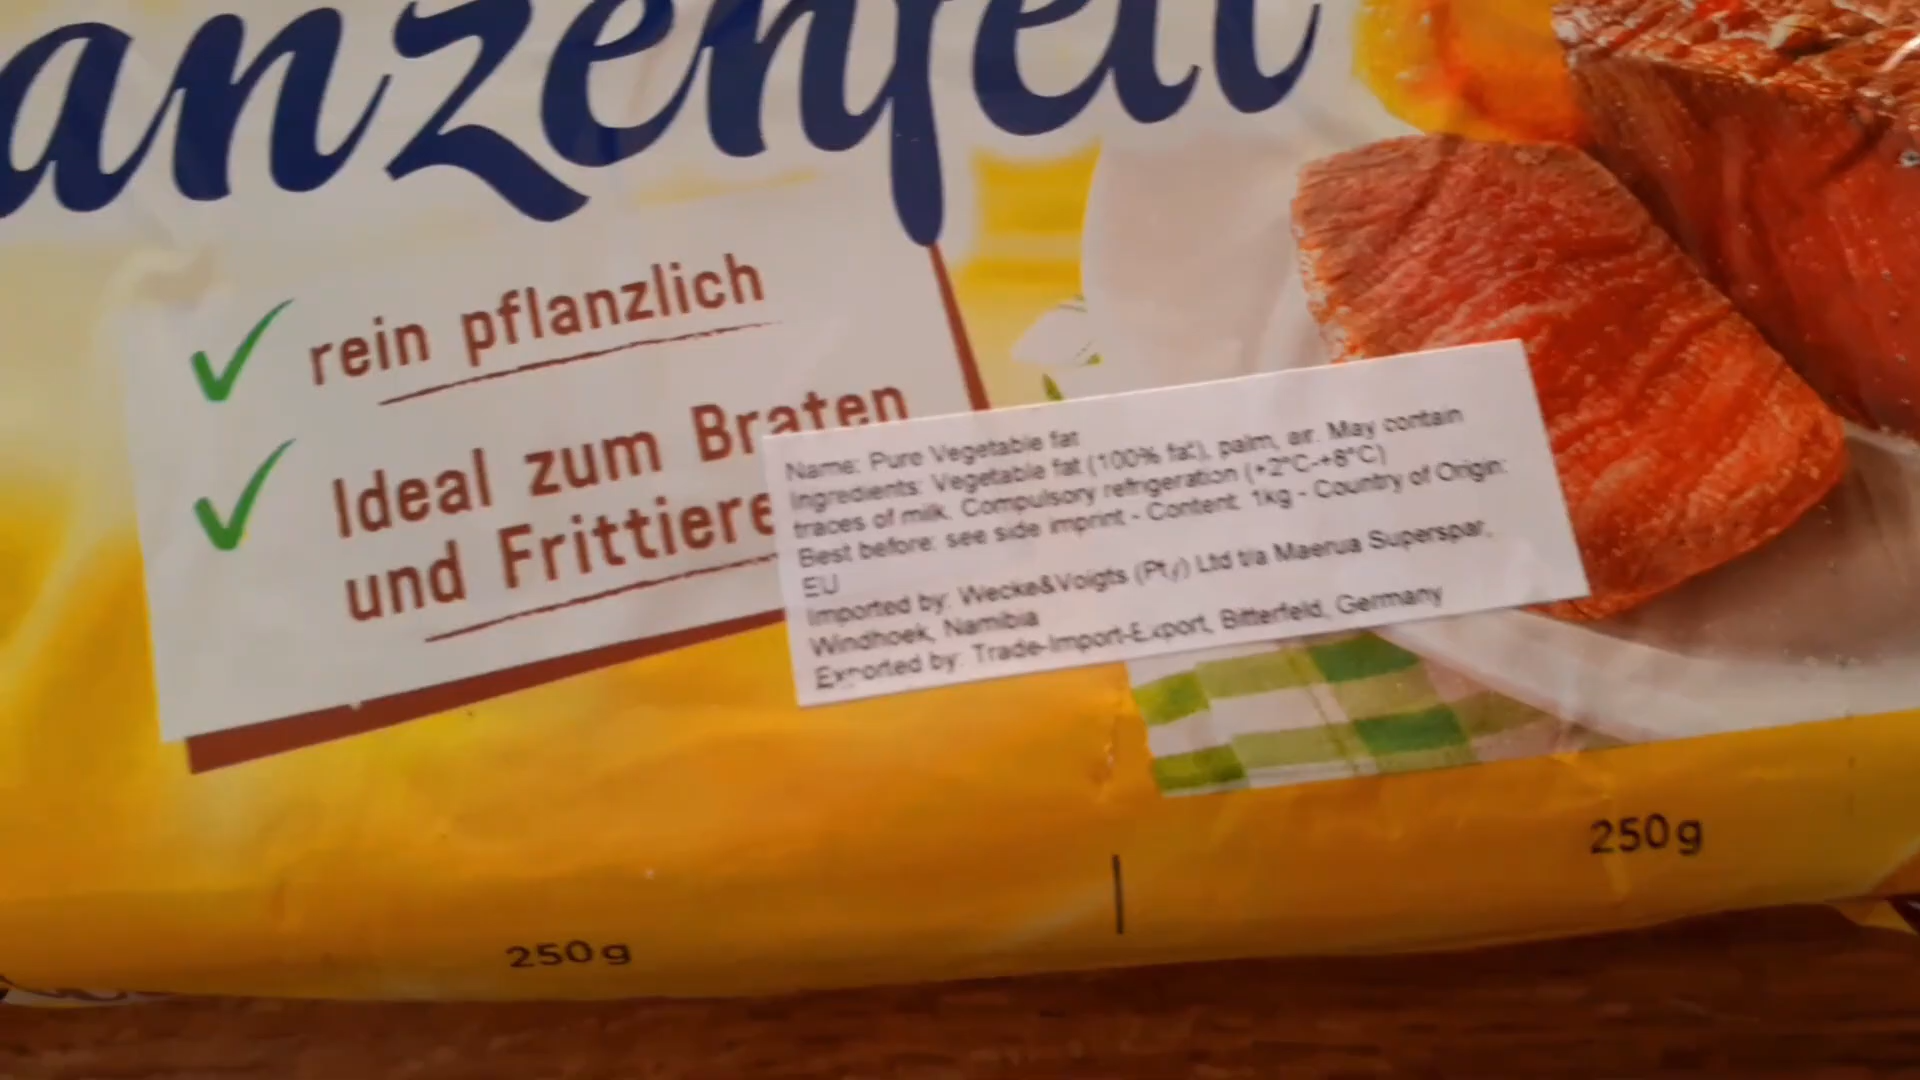 anzenfett
rein pflanzlich
Ideal zum Braten
und Frittiere
Name: Pure Vegetable fat
Ingredients: Vegetable fat (100% fat), palm, air. May contain
traces of milk. Compulsory refrigeration (+2°C-+8°C)
Best before: see side imprint - Content: 1kg - Country of Origin:
EU
Imported by: Wecke&Voigts (Pty) Ltd t/a Maerua Superspar,
Windhoek, Namibia
Exported by: Trade-Import-Export, Bitterfeld, Germany
250g
250g